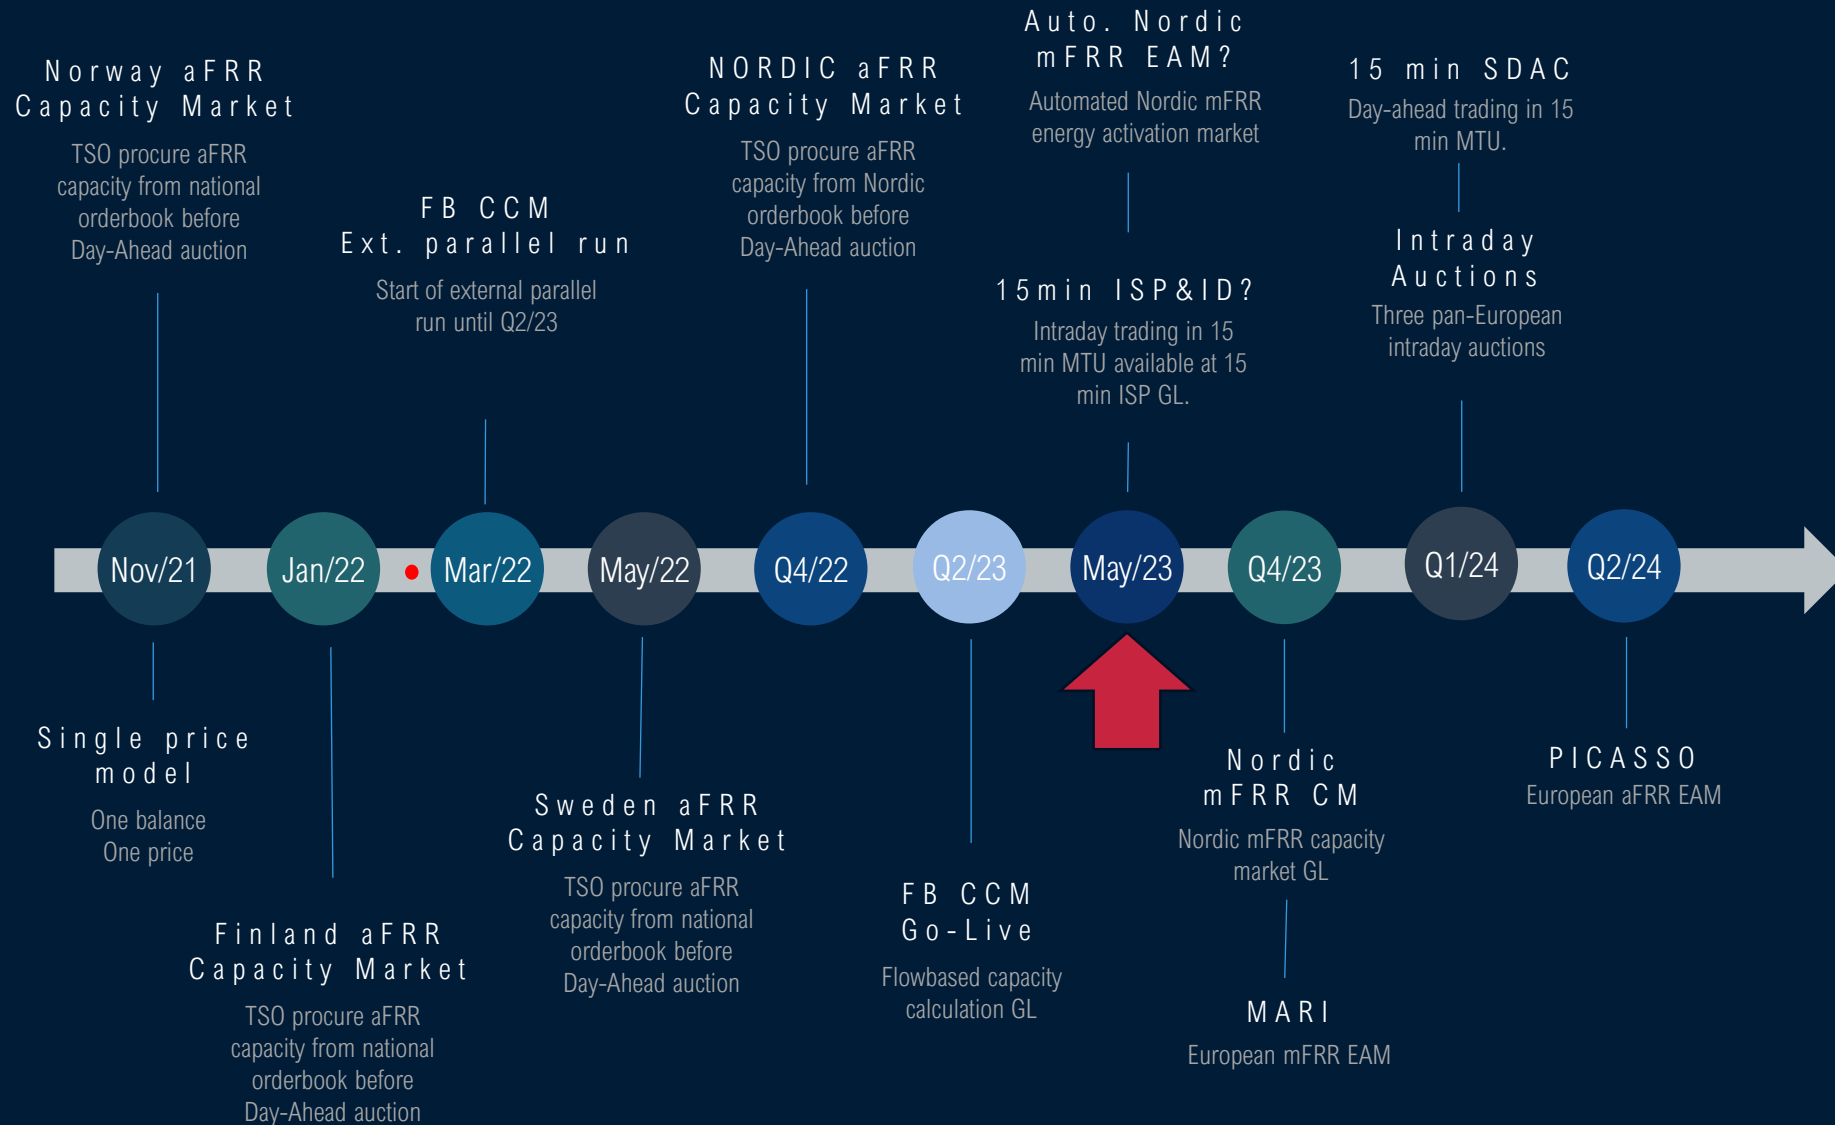 Norway aFRR
Capacity Market
TSO procure aFRR
capacity from national
orderbook before
Day-Ahead auction
FB CCM
Ext. parallel run
Start of external parallel
run until Q2/23
NORDIC aFRR
Capacity Market
TSO procure aFRR
capacity from Nordic
orderbook before
Day-Ahead auction
Auto. Nordic
mFRR EAM?
Automated Nordic mFRR
energy activation market
15min ISP&ID?
Intraday trading in 15
min MTU available at 15
min ISP GL.
15 min SDAC
Day-ahead trading in 15
min MTU.
Intraday
Auctions
Three pan-European
intraday auctions
Nov/21
Jan/22
Mar/22
May/22
Q4/22
Q2/23
May/23
Q4/23
Q1/24
Q2/24
Single price
model
One balance
One price
Finland aFRR
Capacity Market
TSO procure aFRR
capacity from national
orderbook before
Day-Ahead auction
Sweden aFRR
Capacity Market
TSO procure aFRR
capacity from national
orderbook before
Day-Ahead auction
FB CCM
Go-Live
Flowbased capacity
calculation GL
Nordic
mFRR CM
Nordic mFRR capacity
market GL
MARI
European mFRR EAM
PICASSO
European aFRR EAM